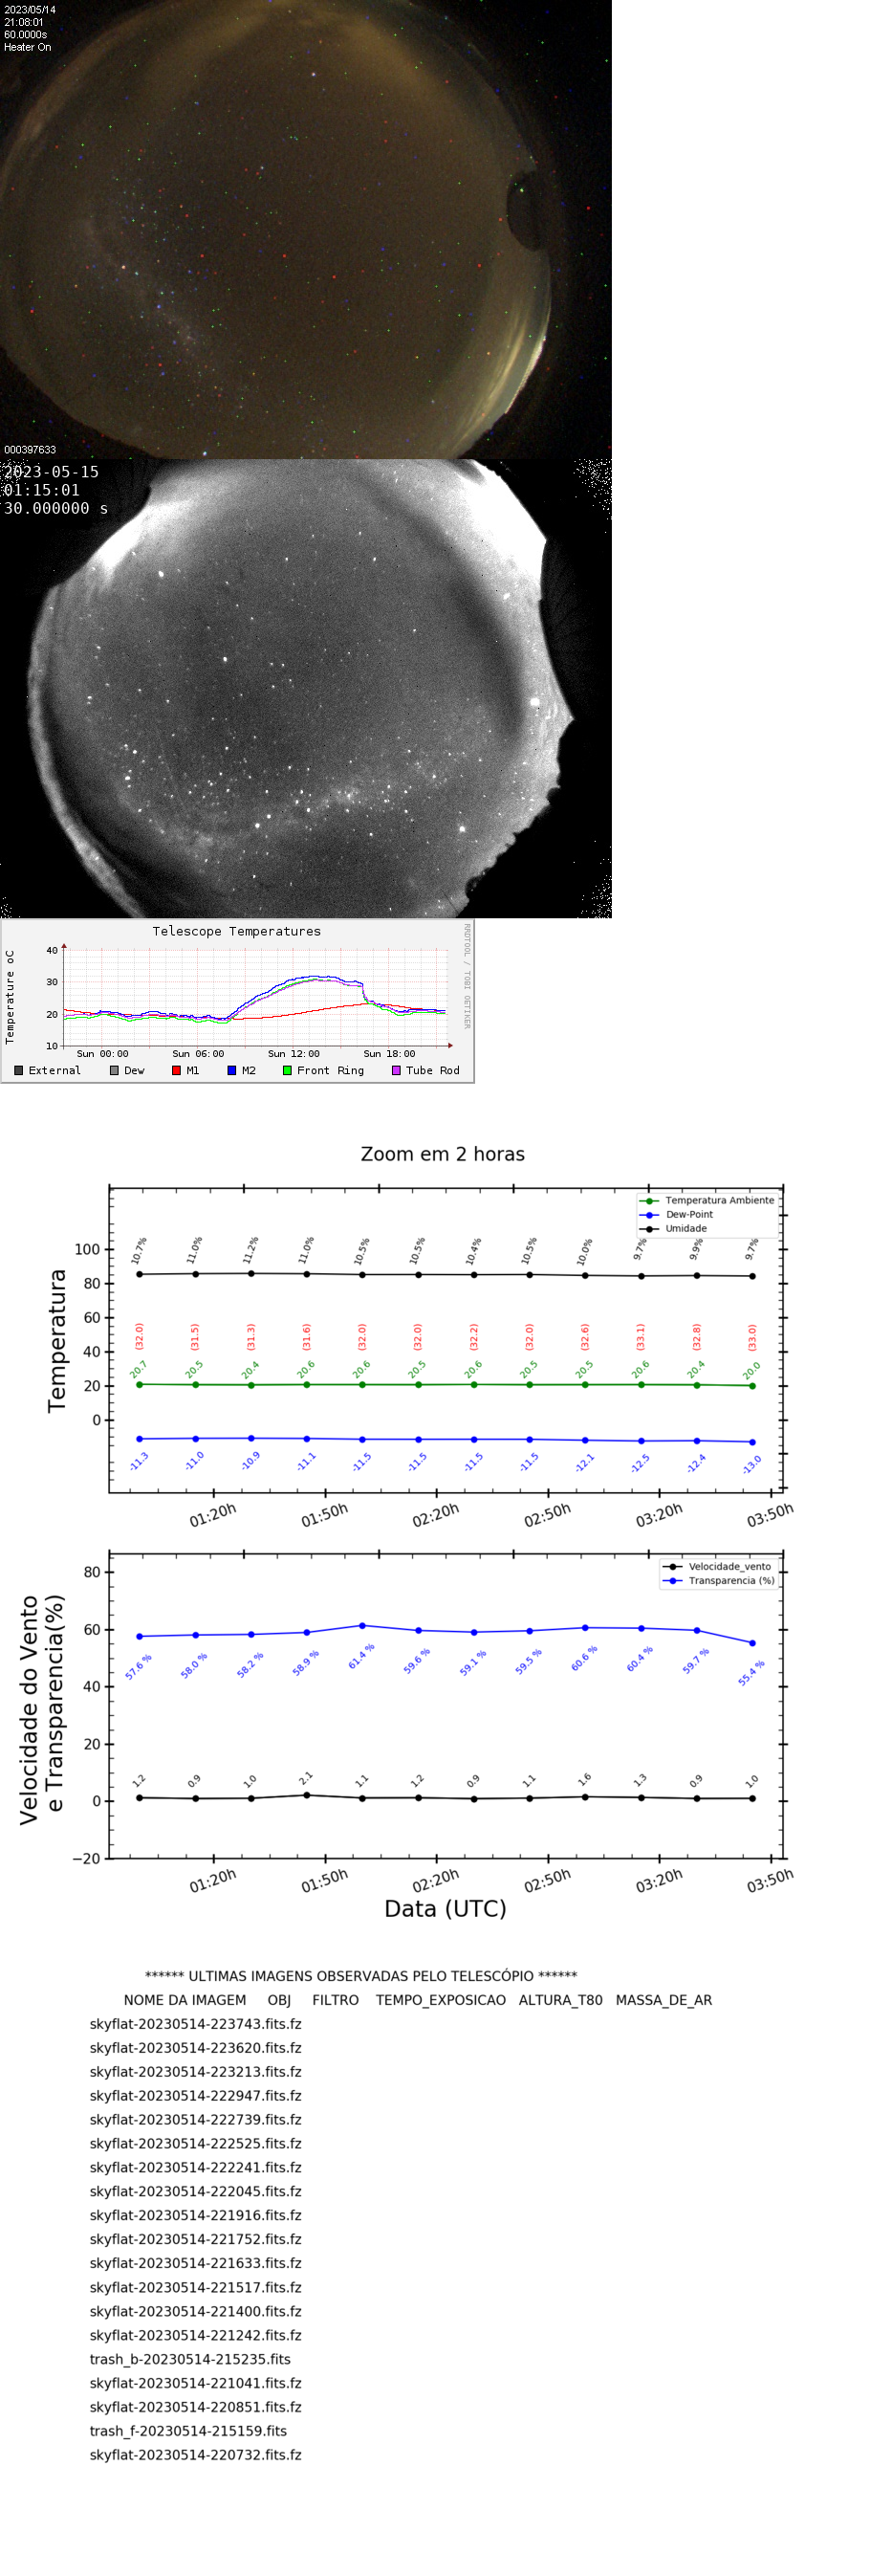 2023/05/14
21:08:01
60.0000s
Heater On
000397633
2023-05-15
01:15:01
30.000000 s
Telescope Temperatures
RRDTOOL / TOBI OETIKER
Temperature oC
40
30
20
10
Sun 00:00 Sun 06:00 Sun 12:00 Sun 18:00
External Dew M1 M2 Front Ring Tube Rod
Zoom em 2 horas
Temperatura Ambiente
Dew-Point
Umidade
Temperatura
100
80
60
40
20
0
10.7% 11.0% 11.2% 11.0% 10.5% 10.5% 10.4% 10.5% 10.0% 9.7% 9.9% 9.7%
(32.0) (31.5) (31.3) (31.6) (32.0) (32.0) (32.2) (32.0) (32.6) (33.1) (32.8) (33.0)
20.7 20.5 20.4 20.6 20.6 20.5 20.6 20.5 20.5 20.6 20.4 20.0
-11.3 -11.0 -10.9 -11.1 -11.5 -11.5 -11.5 -11.5 -12.1 -12.5 -12.4 -13.0
01:20h 01:50h 02:20h 02:50h 03:20h 03:50h
Velocidade_vento
Transparencia (%)
Velocidade do Vento
e Transparencia(%)
80
60
40
20
0
−20
57.6 % 58.0 % 58.2 % 58.9 % 61.4 % 59.6 % 59.1 % 59.5 % 60.6 % 60.4 % 59.7 % 55.4 %
1.2 0.9 1.0 2.1 1.1 1.2 0.9 1.1 1.6 1.3 0.9 1.0
01:20h 01:50h 02:20h 02:50h 03:20h 03:50h
Data (UTC)
****** ULTIMAS IMAGENS OBSERVADAS PELO TELESCÓPIO ******
NOME DA IMAGEM OBJ FILTRO TEMPO_EXPOSICAO ALTURA_T80 MASSA_DE_AR
skyflat-20230514-223743.fits.fz
skyflat-20230514-223620.fits.fz
skyflat-20230514-223213.fits.fz
skyflat-20230514-222947.fits.fz
skyflat-20230514-222739.fits.fz
skyflat-20230514-222525.fits.fz
skyflat-20230514-222241.fits.fz
skyflat-20230514-222045.fits.fz
skyflat-20230514-221916.fits.fz
skyflat-20230514-221752.fits.fz
skyflat-20230514-221633.fits.fz
skyflat-20230514-221517.fits.fz
skyflat-20230514-221400.fits.fz
skyflat-20230514-221242.fits.fz
trash_b-20230514-215235.fits
skyflat-20230514-221041.fits.fz
skyflat-20230514-220851.fits.fz
trash_f-20230514-215159.fits
skyflat-20230514-220732.fits.fz